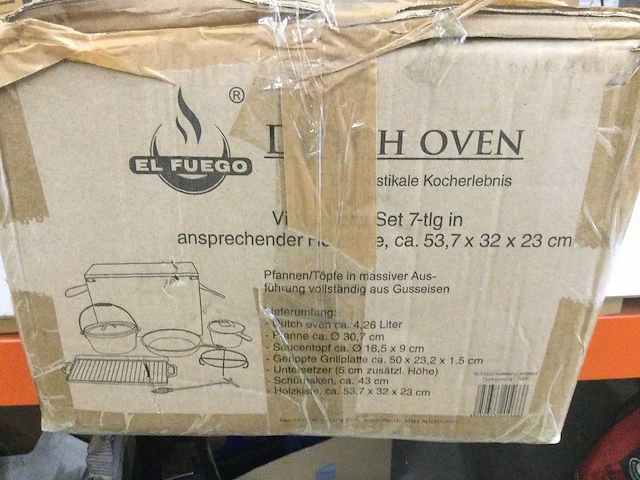 ®
EL FUEGO
D H OVEN
stikale Kocherlebnis
Vi Set 7-tlg in
ansprechender H e, ca. 53,7 x 32 x 23 cm
Pfannen/Töpfe in massiver Aus-
führung vollständig aus Gusseisen
Lieferumfang:
- Dutch oven ca. 4,26 Liter
- Pfanne ca. Ø 30,7 cm
- Saucentopf ca. Ø 18,5 x 9 cm
- Gerippte Grillplatte ca. 50 x 23,2 x 1.5 cm
- Untersetzer (5 cm zusätzl. Höhe)
- Schürhaken, ca. 43 cm
- Holzkiste, ca. 53,7 x 32 x 23 cm